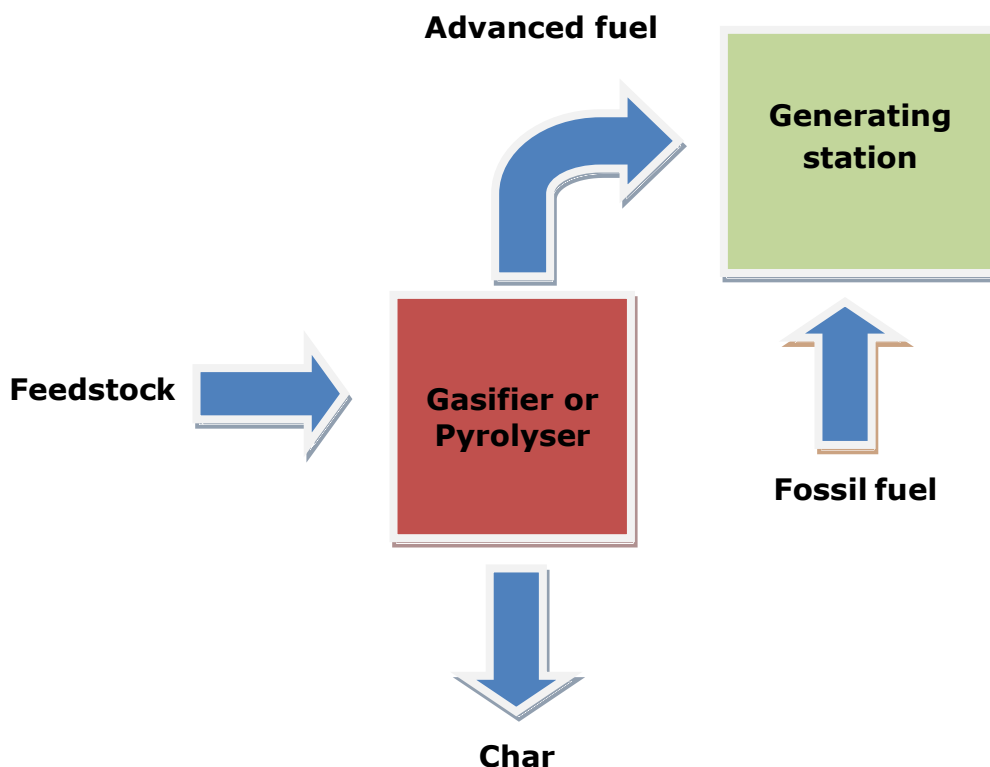 Advanced fuel
Generating
station
Feedstock
Gasifier or
Pyrolyser
Fossil fuel
Char